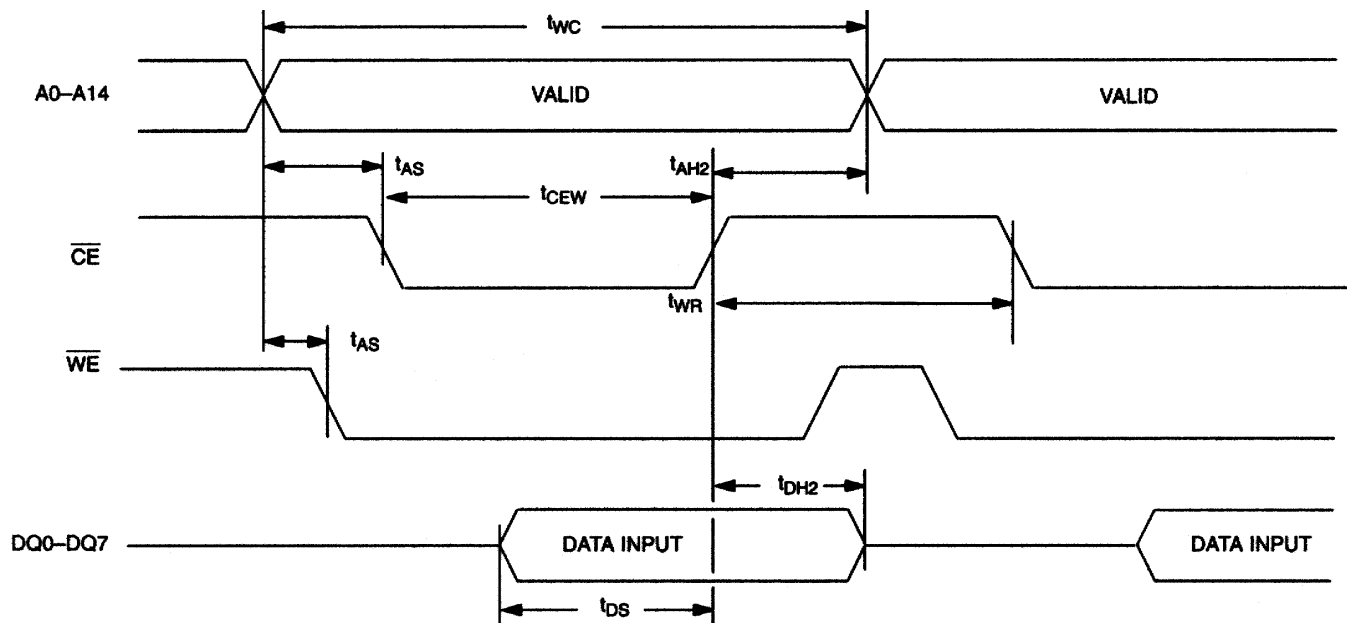 tWC
A0–A14
VALID
VALID
tAS
tAH2
tCEW
CE
tWR
tAS
WE
tDH2
DQ0–DQ7
DATA INPUT
DATA INPUT
tDS